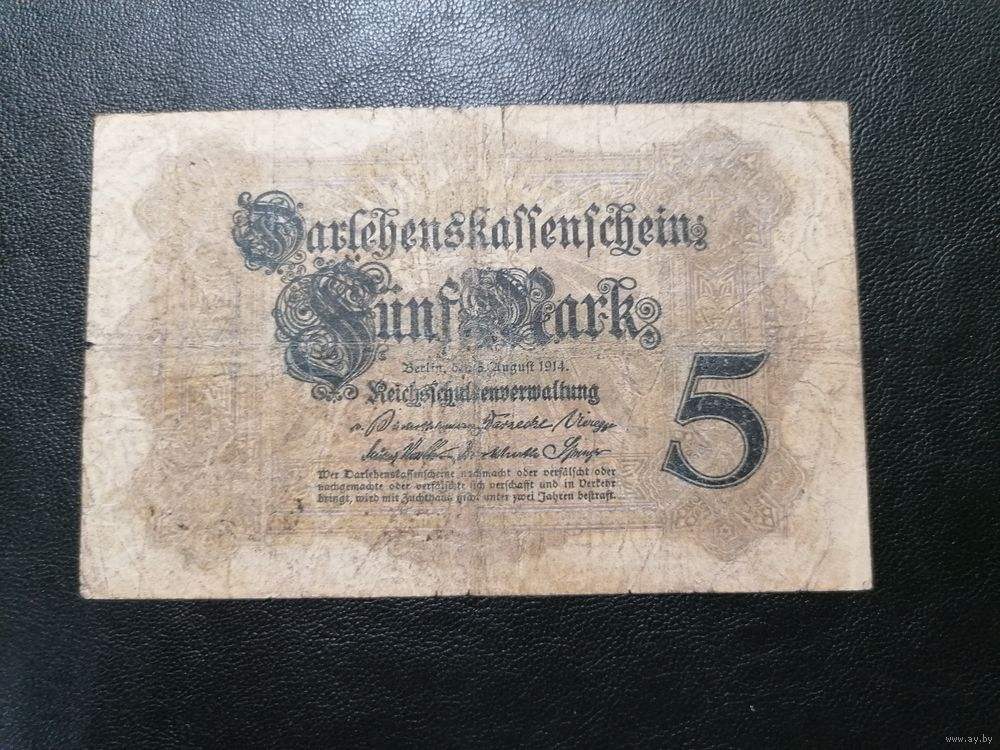 Darlehenskassenschein
Fünf Mark
Berlin, den 5. August 1914.
Reichsschuldenverwaltung
Wer Darlehenskassenscheine nachmacht oder verfälscht oder
nachgemachte oder verfälschte sich verschafft und in Verkehr
bringt, wird mit Zuchthaus nicht unter zwei Jahren bestraft.
5
www.ay.by